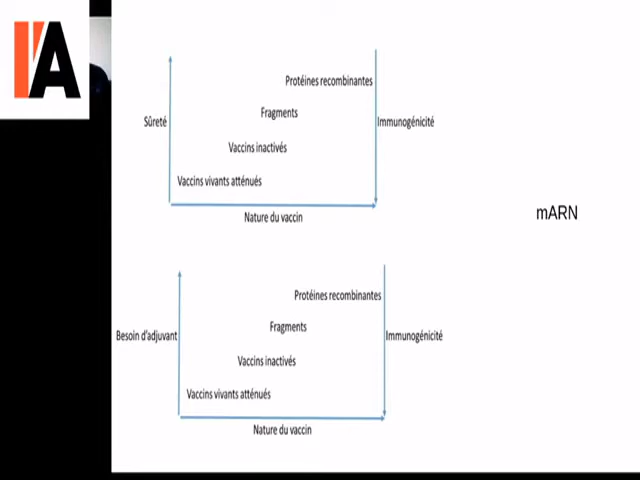 IA
Protéines recombinantes
Fragments
Sûreté
Immunogénicité
Vaccins inactivés
Vaccins vivants atténués
Nature du vaccin
mARN
Protéines recombinantes
Fragments
Besoin d'adjuvant
Immunogénicité
Vaccins inactivés
Vaccins vivants atténués
Nature du vaccin